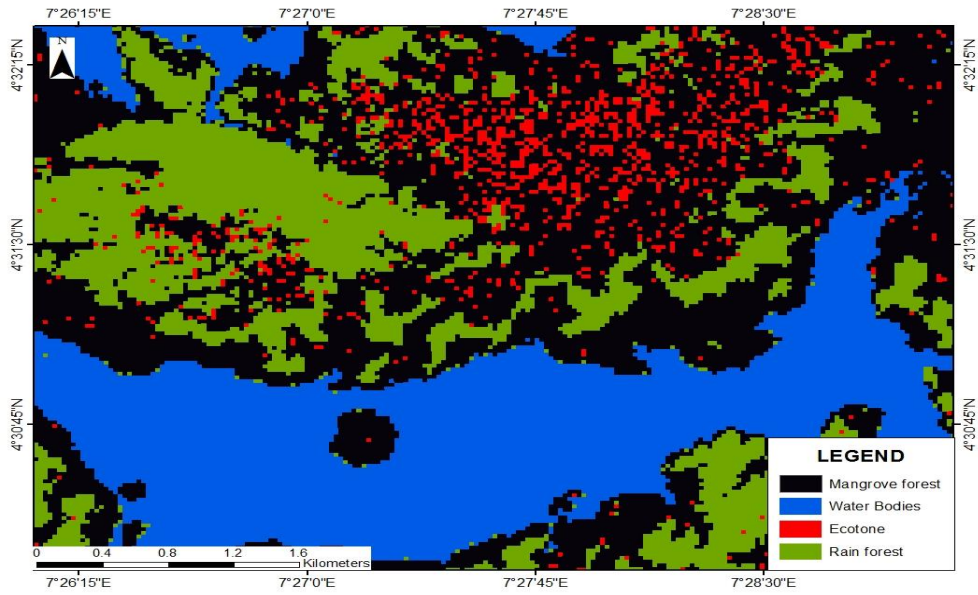 7°26'15"E 7°27'0"E 7°27'45"E 7°28'30"E
N
4°32'15"N 4°32'15"N
4°31'30"N 4°31'30"N
4°30'45"N 4°30'45"N
LEGEND
Mangrove forest
Water Bodies
Ecotone
Rain forest
0 0.4 0.8 1.2 1.6
Kilometers
7°26'15"E 7°27'0"E 7°27'45"E 7°28'30"E